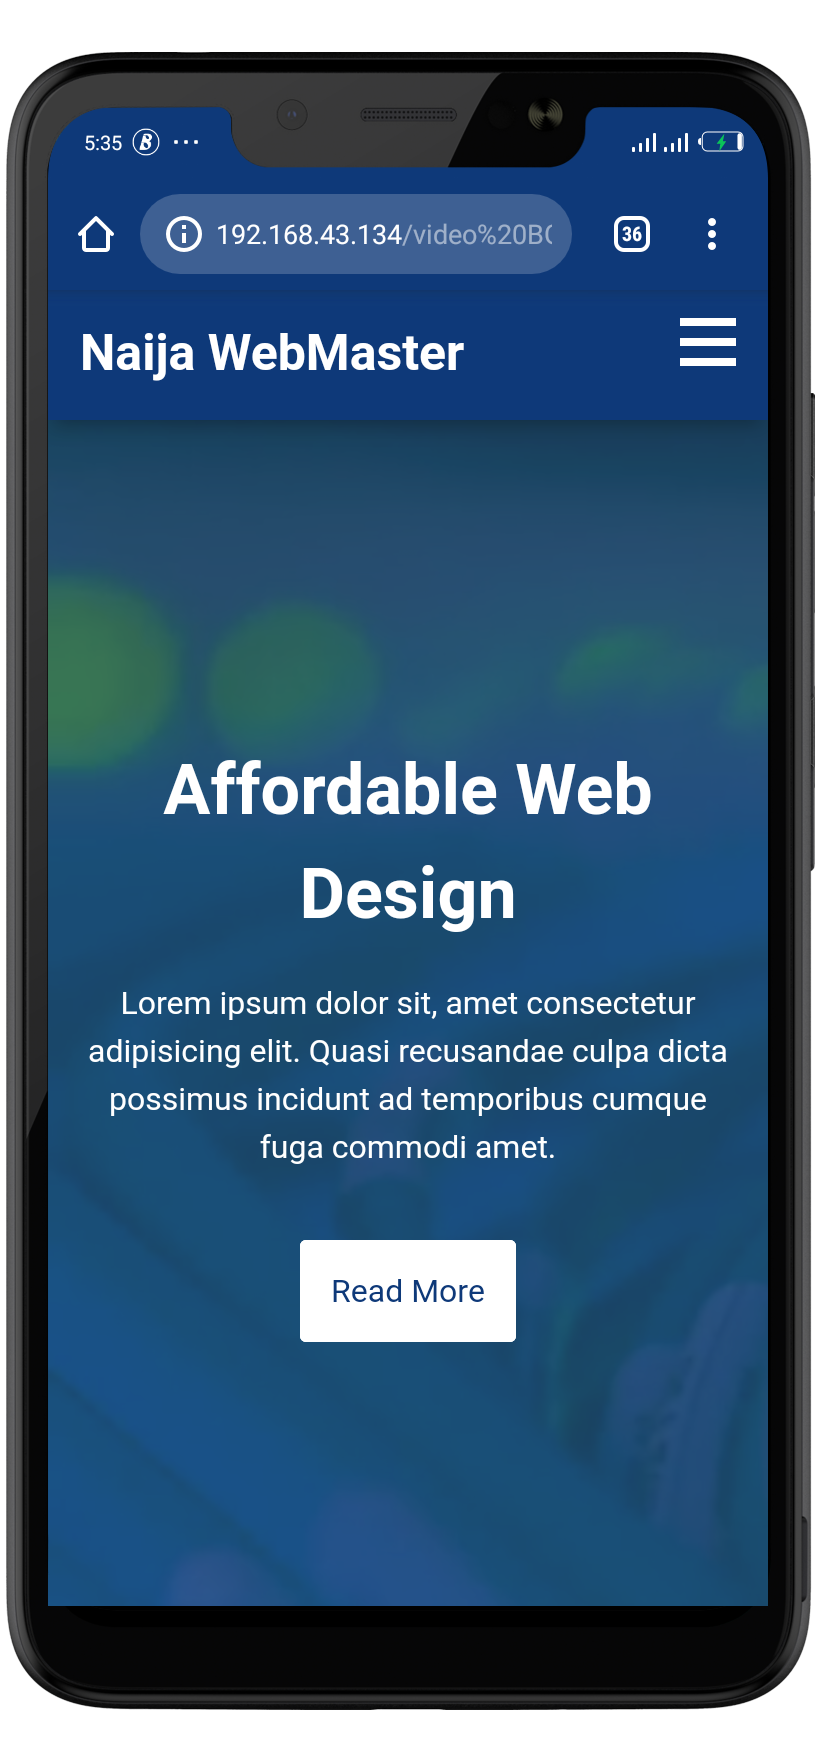 5:35
192.168.43.134/video%20B
36
Naija WebMaster
Affordable Web
Design
Lorem ipsum dolor sit, amet consectetur
adipisicing elit. Quasi recusandae culpa dicta
possimus incidunt ad temporibus cumque
fuga commodi amet.
Read More